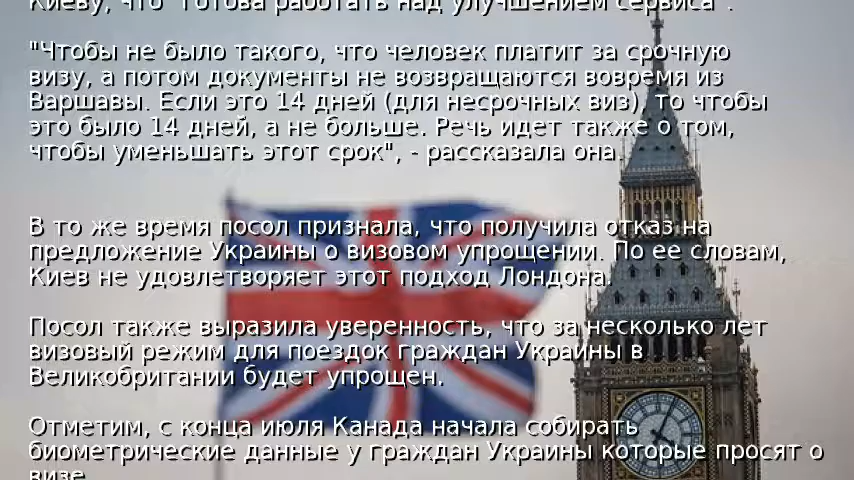 Киеву, что "готова работать над улучшением сервиса".
"Чтобы не было такого, что человек платит за срочную
визу, а потом документы не возвращаются вовремя из
Варшавы. Если это 14 дней (для несрочных виз), то чтобы
это было 14 дней, а не больше. Речь идет также о том,
чтобы уменьшать этот срок", - рассказала она.
В то же время посол признала, что получила отказ на
предложение Украины о визовом упрощении. По ее словам,
Киев не удовлетворяет этот подход Лондона.
Посол также выразила уверенность, что за несколько лет
визовый режим для поездок граждан Украины в
Великобритании будет упрощен.
Отметим, с конца июля Канада начала собирать
биометрические данные у граждан Украины которые просят о
визе